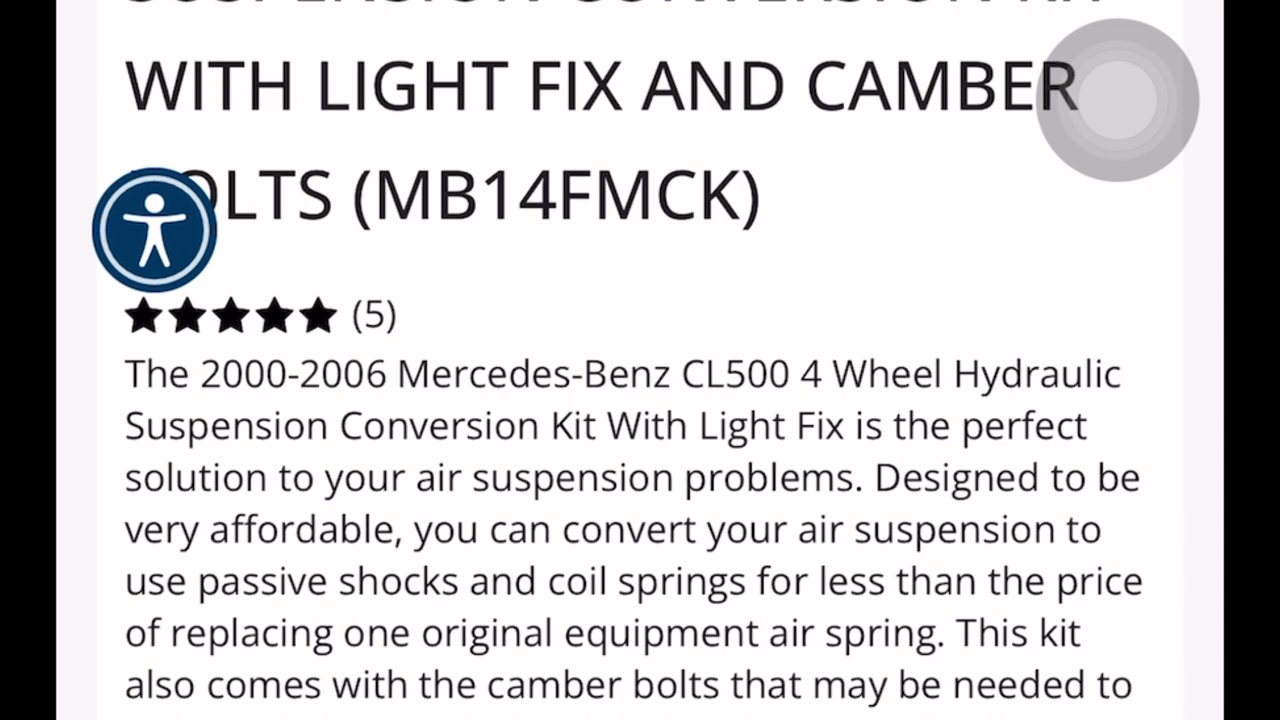 WITH LIGHT FIX AND CAMBER
OLTS (MB14FMCK)
(5)
The 2000-2006 Mercedes-Benz CL500 4 Wheel Hydraulic
Suspension Conversion Kit With Light Fix is the perfect
solution to your air suspension problems. Designed to be
very affordable, you can convert your air suspension to
use passive shocks and coil springs for less than the price
of replacing one original equipment air spring. This kit
also comes with the camber bolts that may be needed to